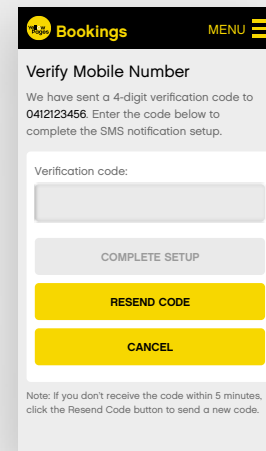 Bookings MENU
Verify Mobile Number
We have sent a 4-digit verification code to
0412123456. Enter the code below to
complete the SMS notification setup.
Verification code:
COMPLETE SETUP
RESEND CODE
CANCEL
Note: If you don't receive the code within 5 minutes,
click the Resend Code button to send a new code.